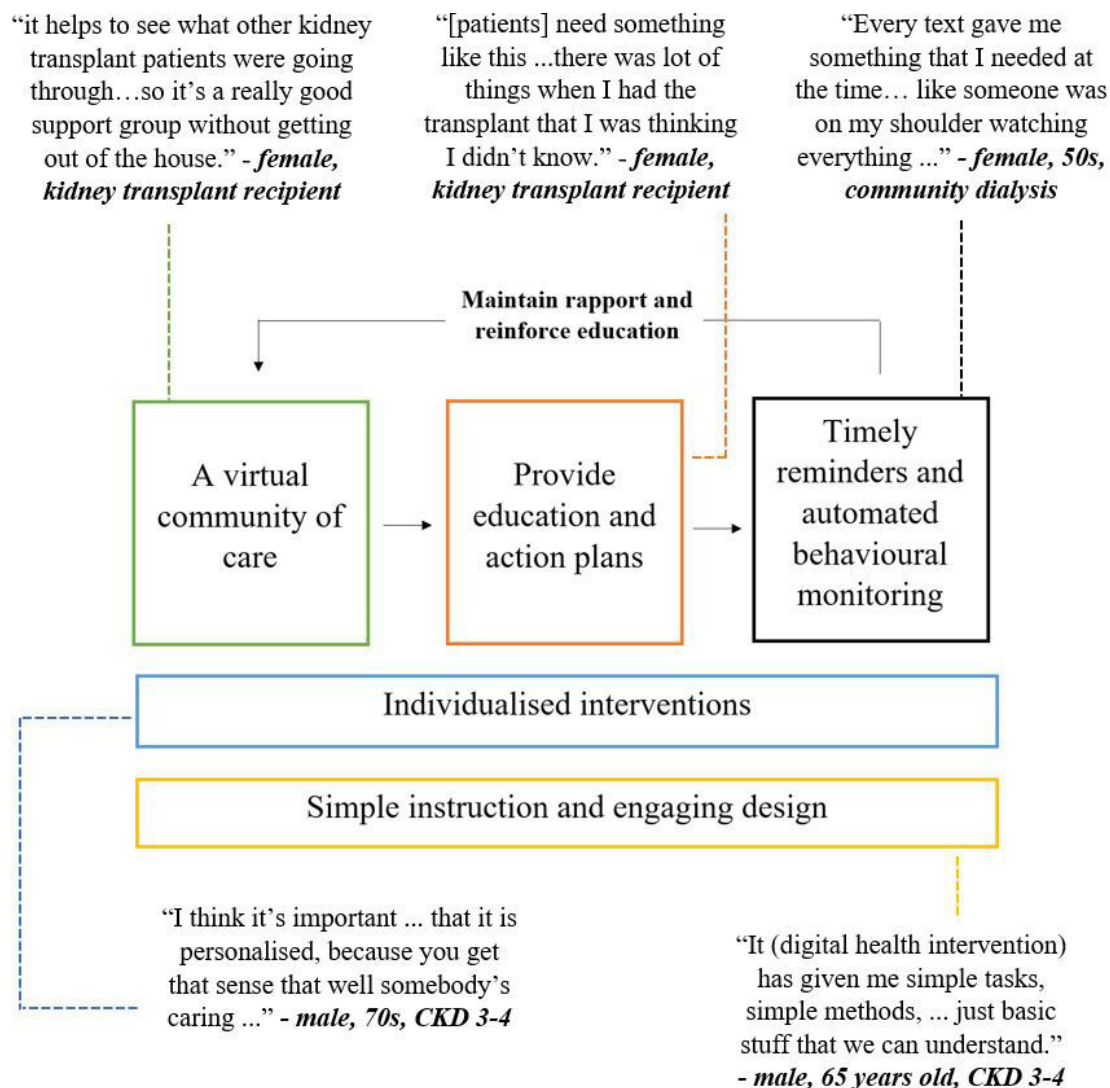 “it helps to see what other kidney
transplant patients were going
through…so it’s a really good
support group without getting
out of the house.” - female,
kidney transplant recipient
“[patients] need something
like this ...there was lot of
things when I had the
transplant that I was thinking
I didn’t know.” - female,
kidney transplant recipient
“Every text gave me
something that I needed at
the time… like someone was
on my shoulder watching
everything ...” - female, 50s,
community dialysis
Maintain rapport and
reinforce education
A virtual
community of
care
Provide
education and
action plans
Timely
reminders and
automated
behavioural
monitoring
Individualised interventions
Simple instruction and engaging design
“I think it’s important ... that it is
personalised, because you get
that sense that well somebody’s
caring ...” - male, 70s, CKD 3-4
“It (digital health intervention)
has given me simple tasks,
simple methods, ... just basic
stuff that we can understand.”
- male, 65 years old, CKD 3-4